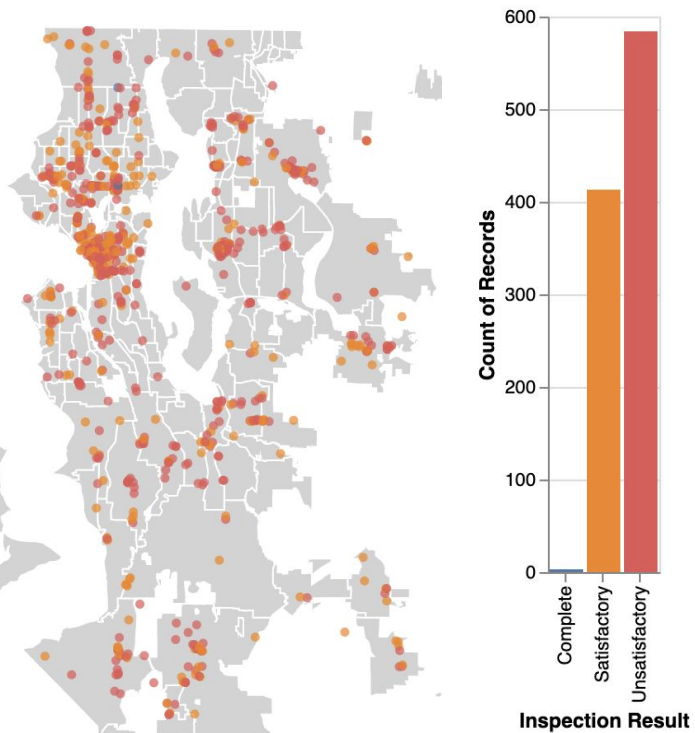 600
500
400
300
200
100
0
Count of Records
Complete
Satisfactory
Unsatisfactory
Inspection Result